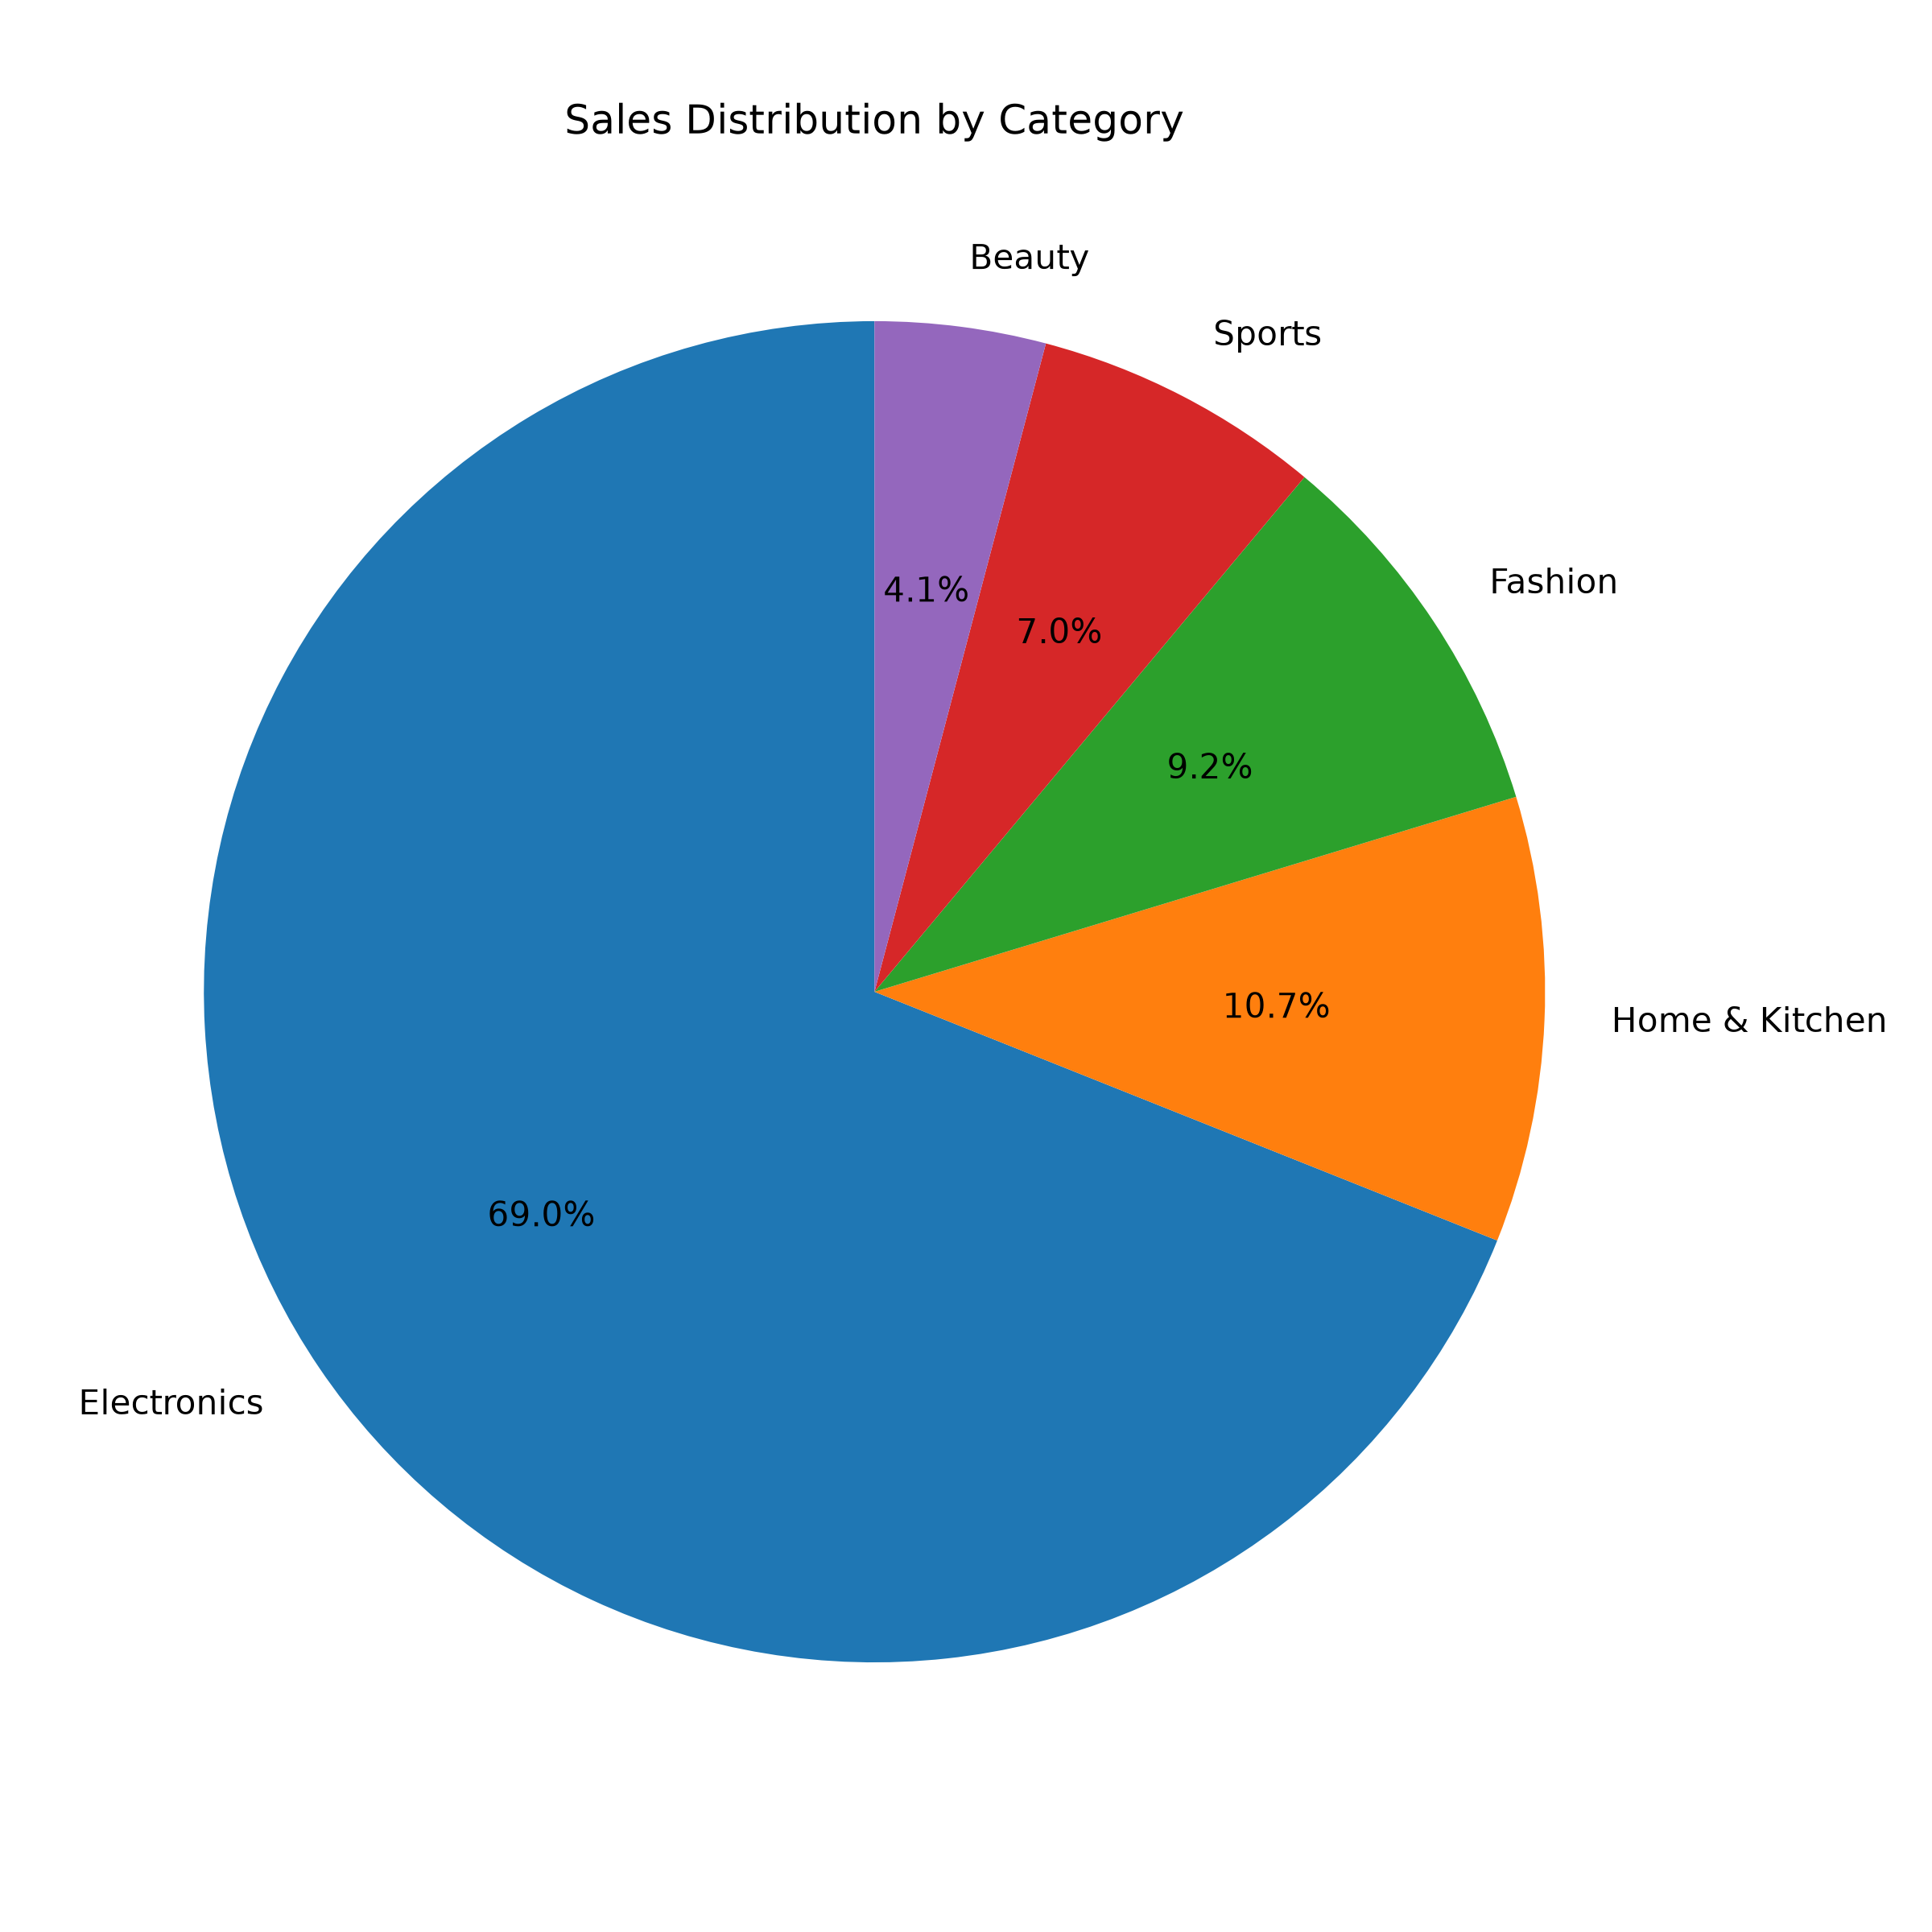 Sales Distribution by Category
Beauty
Sports
4.1%
Fashion
7.0%
9.2%
10.7%
Home & Kitchen
69.0%
Electronics